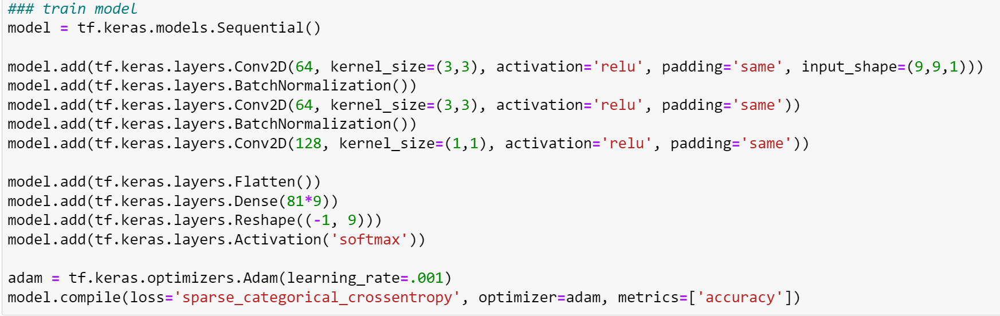 ### train model
model = tf.keras.models.Sequential()
model.add(tf.keras.layers.Conv2D(64, kernel_size=(3,3), activation='relu', padding='same', input_shape=(9,9,1)))
model.add(tf.keras.layers.BatchNormalization())
model.add(tf.keras.layers.Conv2D(64, kernel_size=(3,3), activation='relu', padding='same'))
model.add(tf.keras.layers.BatchNormalization())
model.add(tf.keras.layers.Conv2D(128, kernel_size=(1,1), activation='relu', padding='same'))
model.add(tf.keras.layers.Flatten())
model.add(tf.keras.layers.Dense(81*9))
model.add(tf.keras.layers.Reshape((-1, 9)))
model.add(tf.keras.layers.Activation('softmax'))
adam = tf.keras.optimizers.Adam(learning_rate=.001)
model.compile(loss='sparse_categorical_crossentropy', optimizer=adam, metrics=['accuracy'])